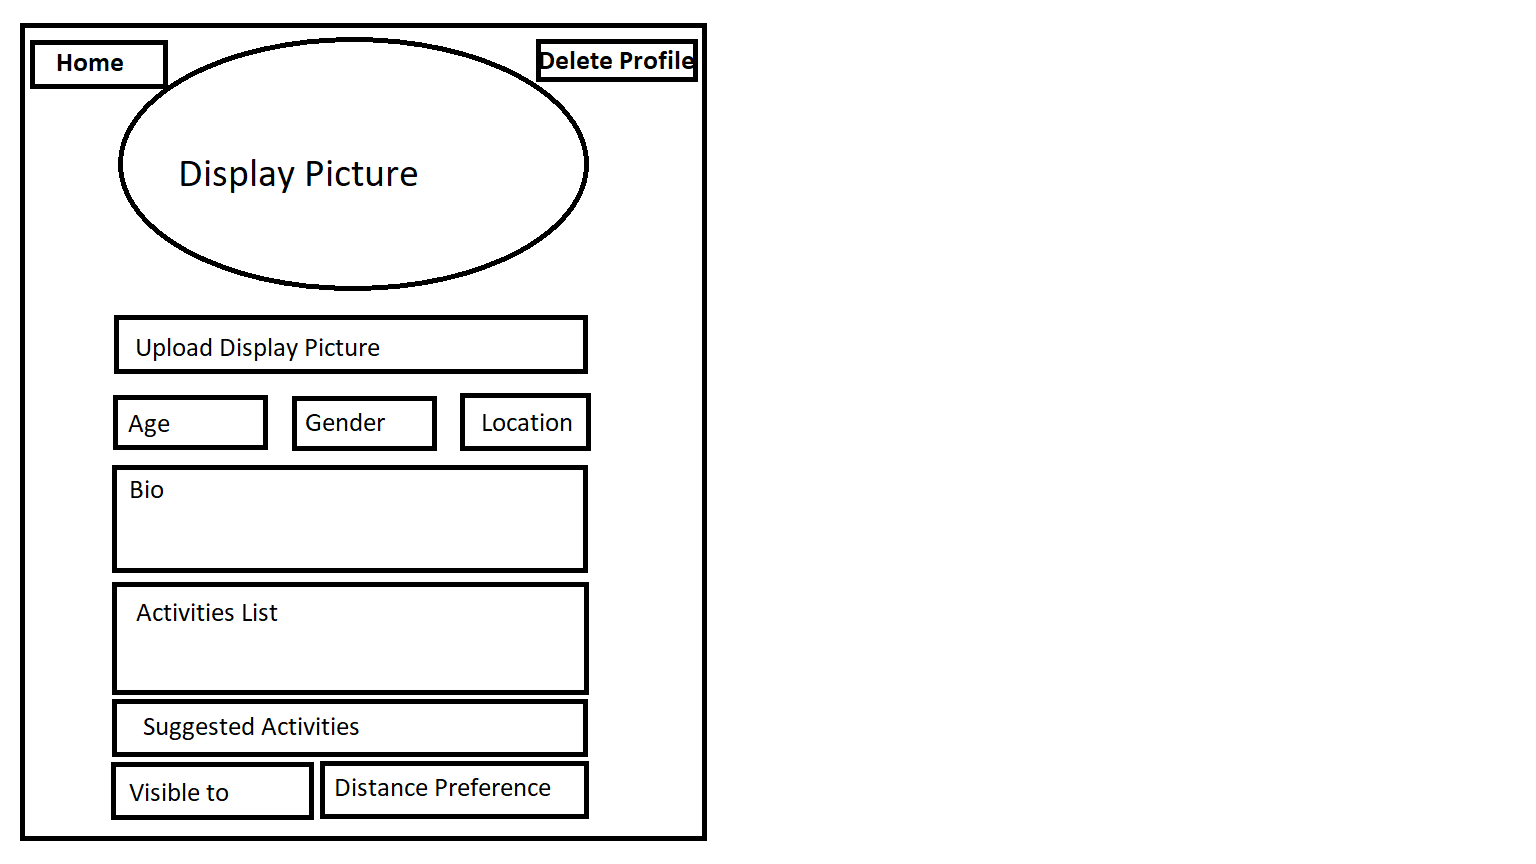 Home
Delete Profile
Display Picture
Upload Display Picture
Age
Gender
Location
Bio
Activities List
Suggested Activities
Visible to
Distance Preference